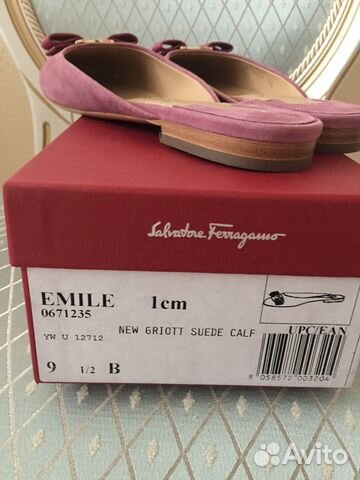 Salvatore Ferragamo
EMILE 1cm
0671235
YW U 12712 NEW GRIOTT SUEDE CALF UPC/EAN
9 1/2 B
8 058572 003204
Avito